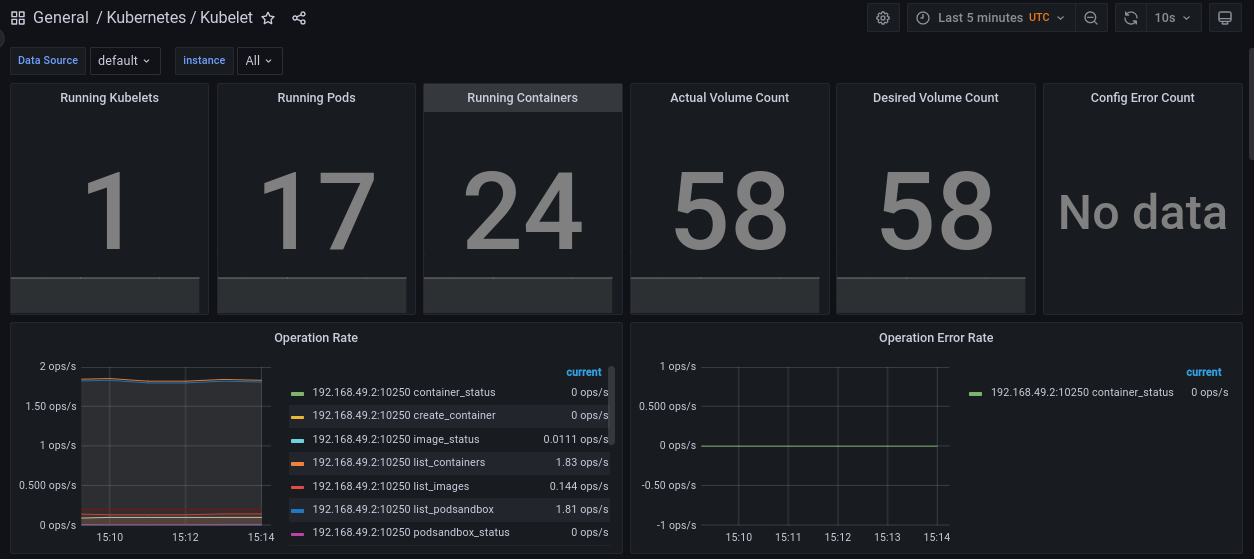 General / Kubernetes / Kubelet
Last 5 minutes UTC
10s
Data Source default instance All
Running Kubelets
1
Running Pods
17
Running Containers
24
Actual Volume Count
58
Desired Volume Count
58
Config Error Count
No data
Operation Rate
2 ops/s
1.50 ops/s
1 ops/s
0.500 ops/s
0 ops/s
15:10 15:12 15:14
current
192.168.49.2:10250 container_status 0 ops/s
192.168.49.2:10250 create_container 0 ops/s
192.168.49.2:10250 image_status 0.0111 ops/s
192.168.49.2:10250 list_containers 1.83 ops/s
192.168.49.2:10250 list_images 0.144 ops/s
192.168.49.2:10250 list_podsandbox 1.81 ops/s
192.168.49.2:10250 podsandbox_status 0 ops/s
Operation Error Rate
1 ops/s
0.500 ops/s
0 ops/s
-0.50 ops/s
-1 ops/s
15:10 15:11 15:12 15:13 15:14
current
192.168.49.2:10250 container_status 0 ops/s